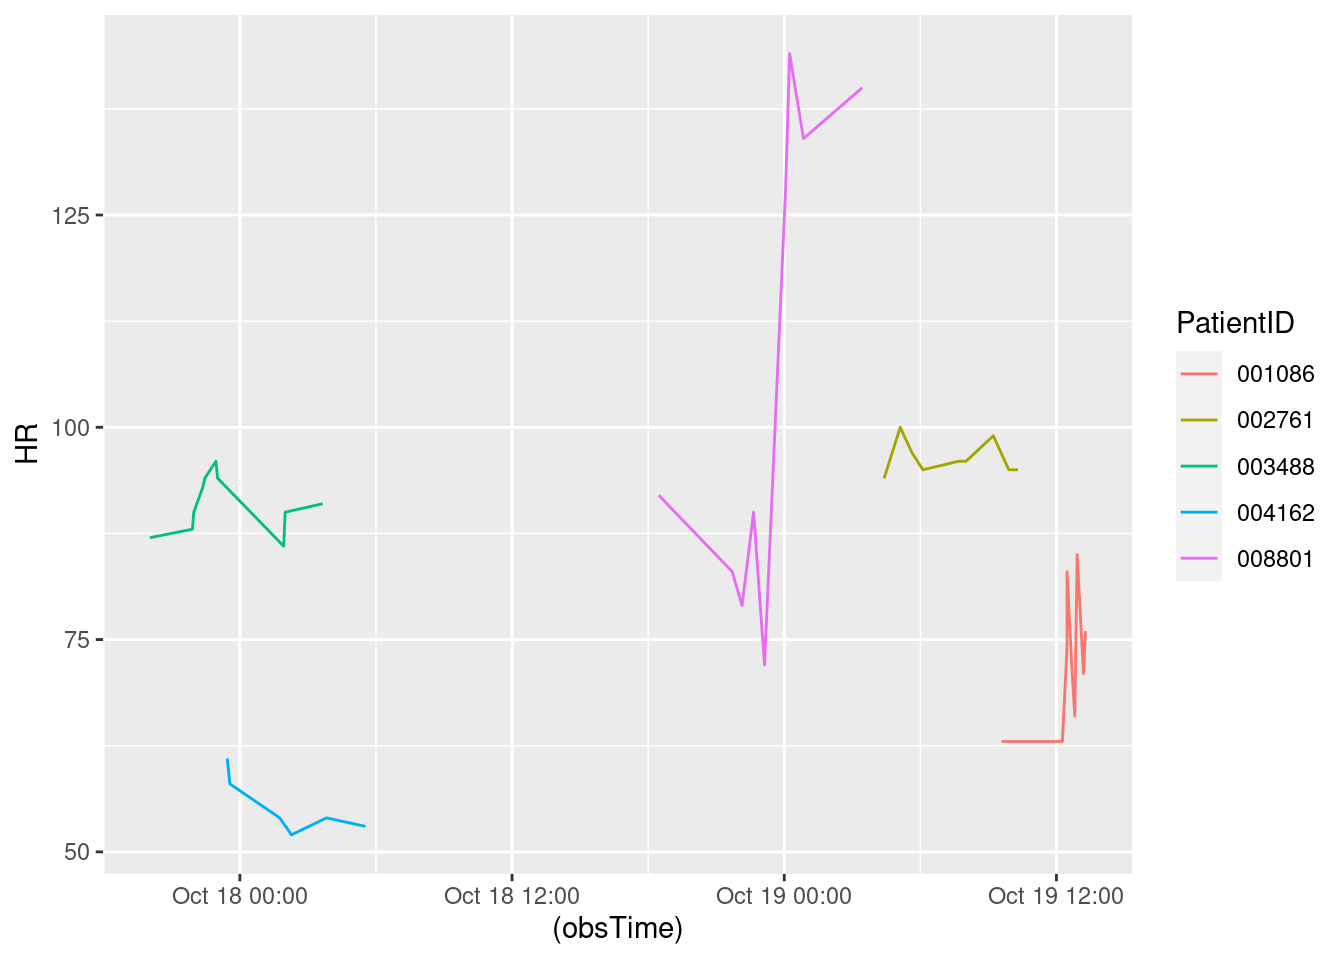 HR
125
100
75
50
Oct 18 00:00
Oct 18 12:00
Oct 19 00:00
Oct 19 12:00
(obsTime)
PatientID
001086
002761
003488
004162
008801